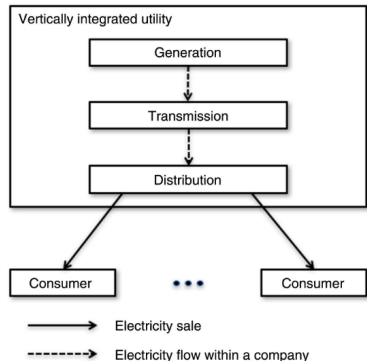 Vertically integrated utility
Generation
Transmission
Distribution
Consumer
Consumer
Electricity sale
Electricity flow within a company